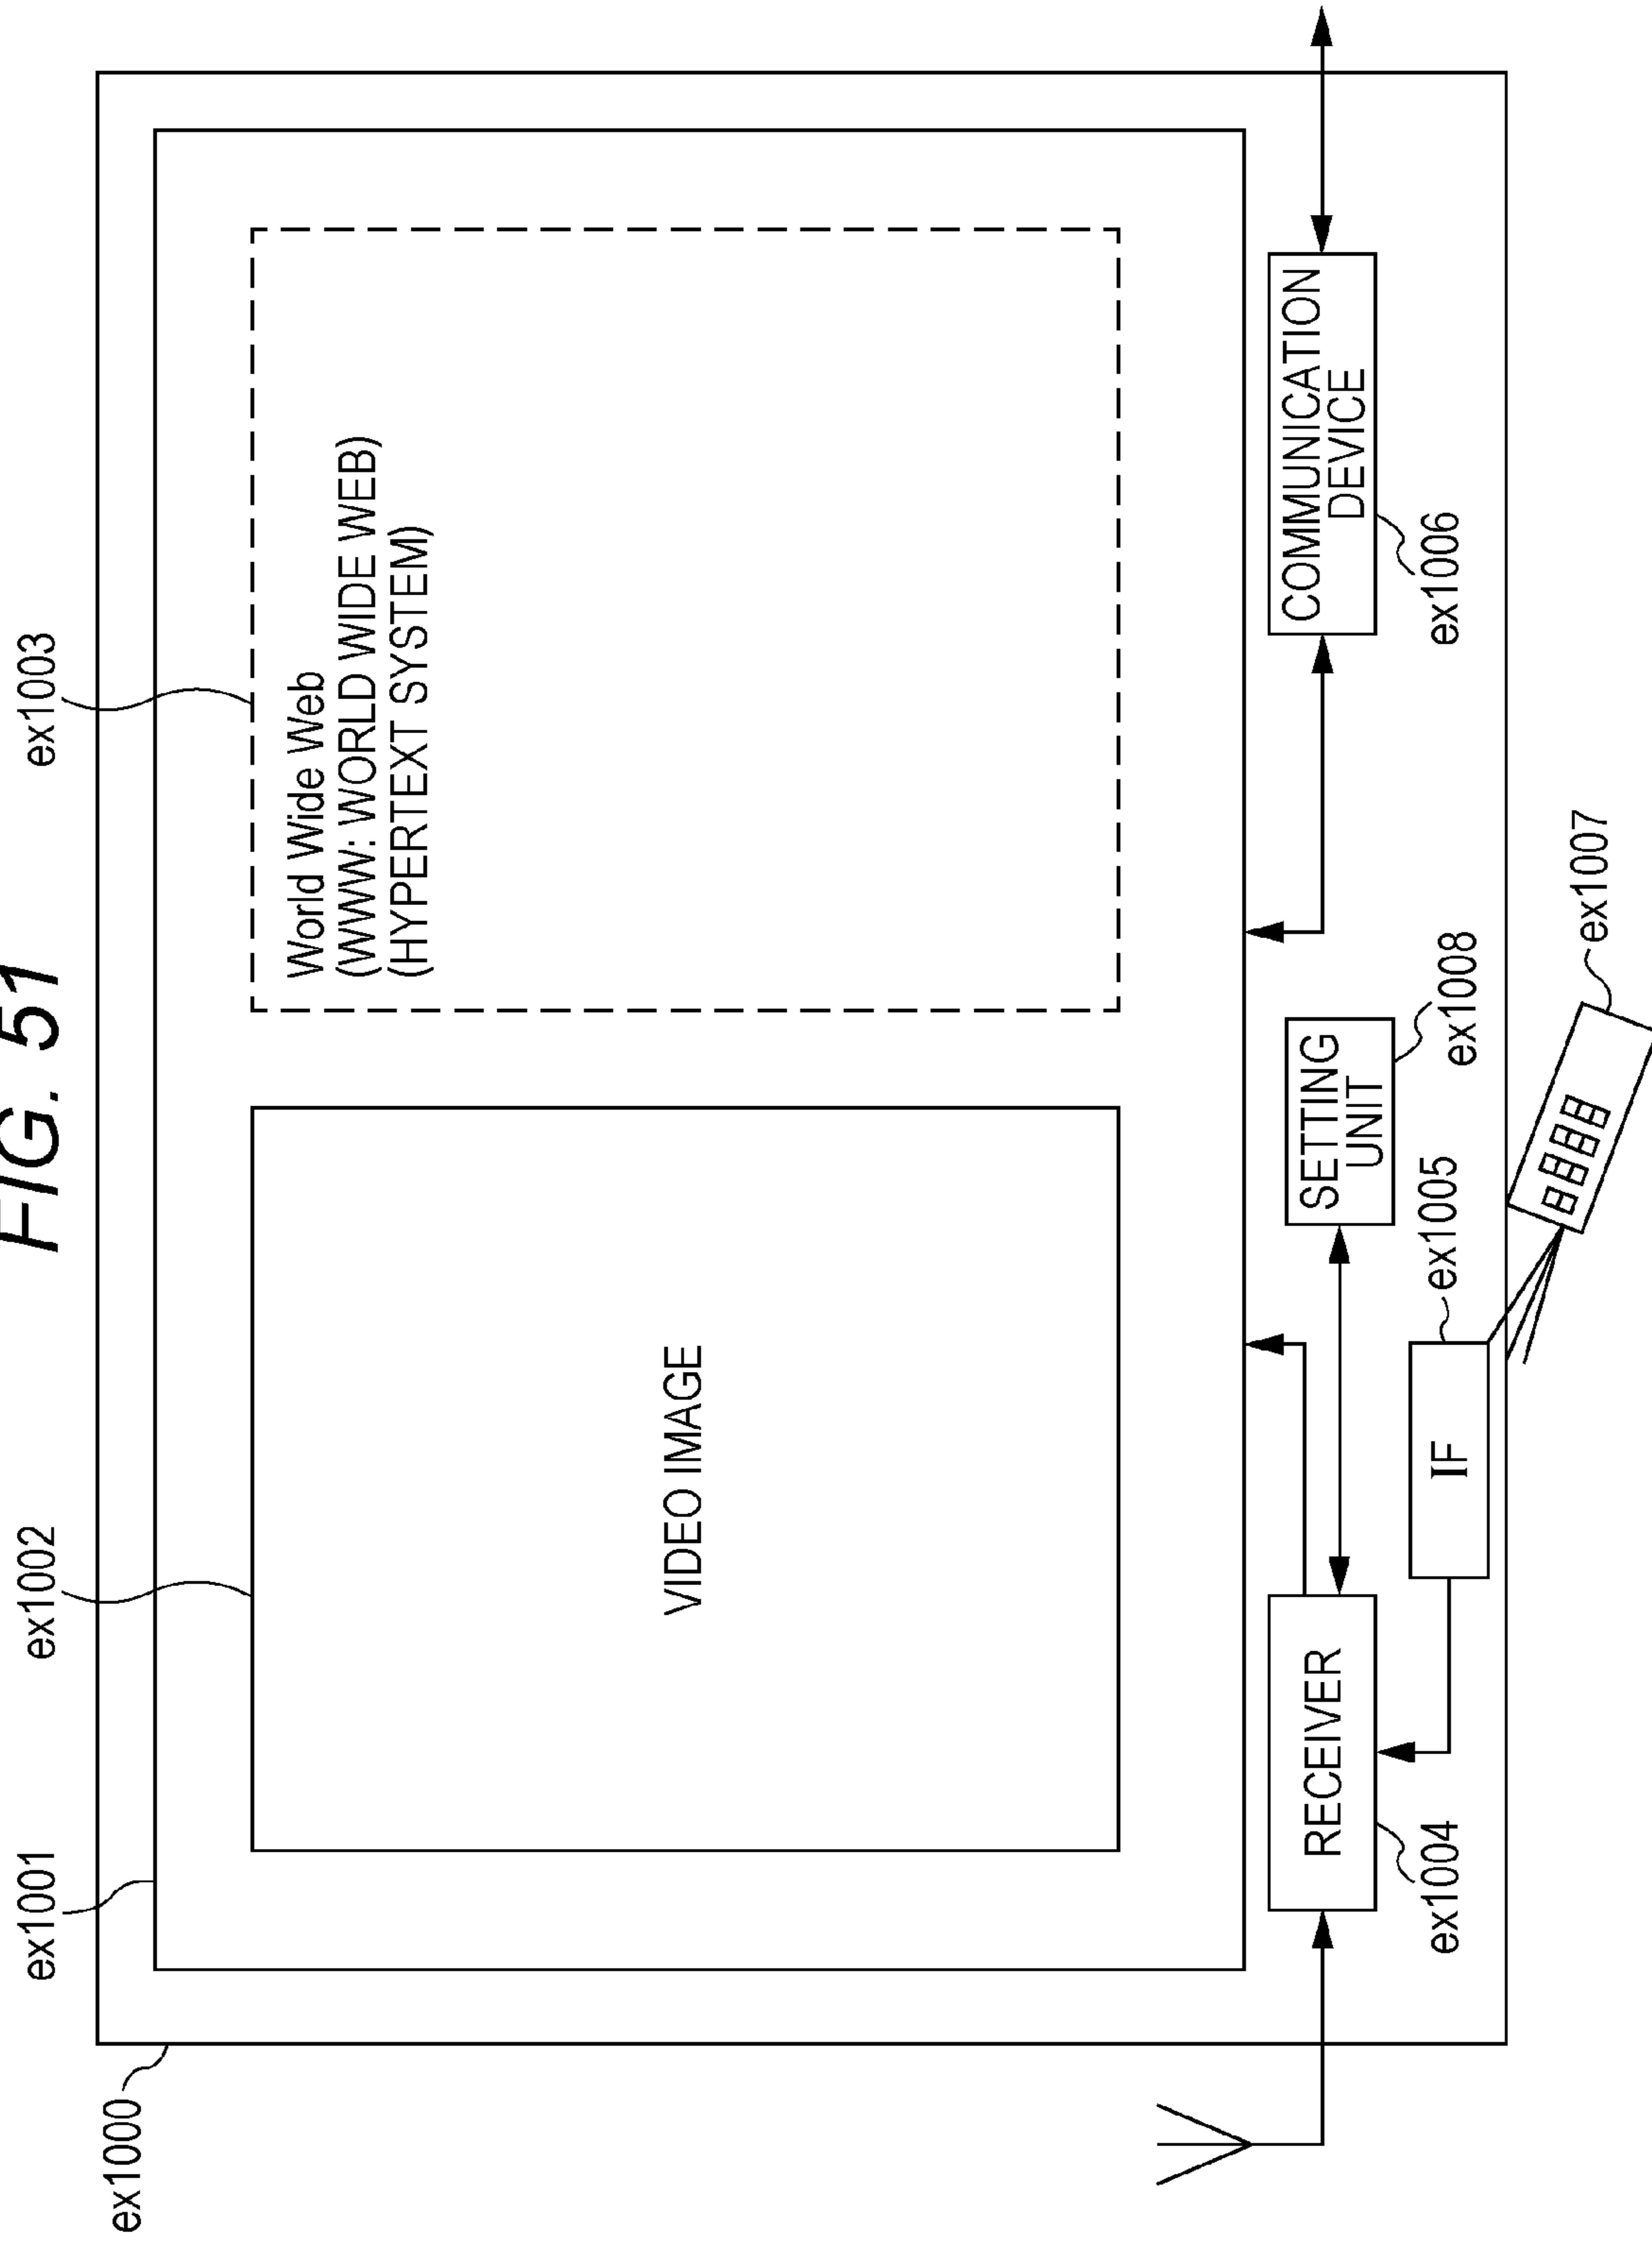 FIG. 51
ex1000
ex1001
ex1002
ex1003
VIDEO IMAGE
World Wide Web
(WWW: WORLD WIDE WEB)
(HYPERTEXT SYSTEM)
RECEIVER
ex1004
SETTING
UNIT
ex1008
COMMUNICATION
DEVICE
ex1006
IF
ex1005
ex1007